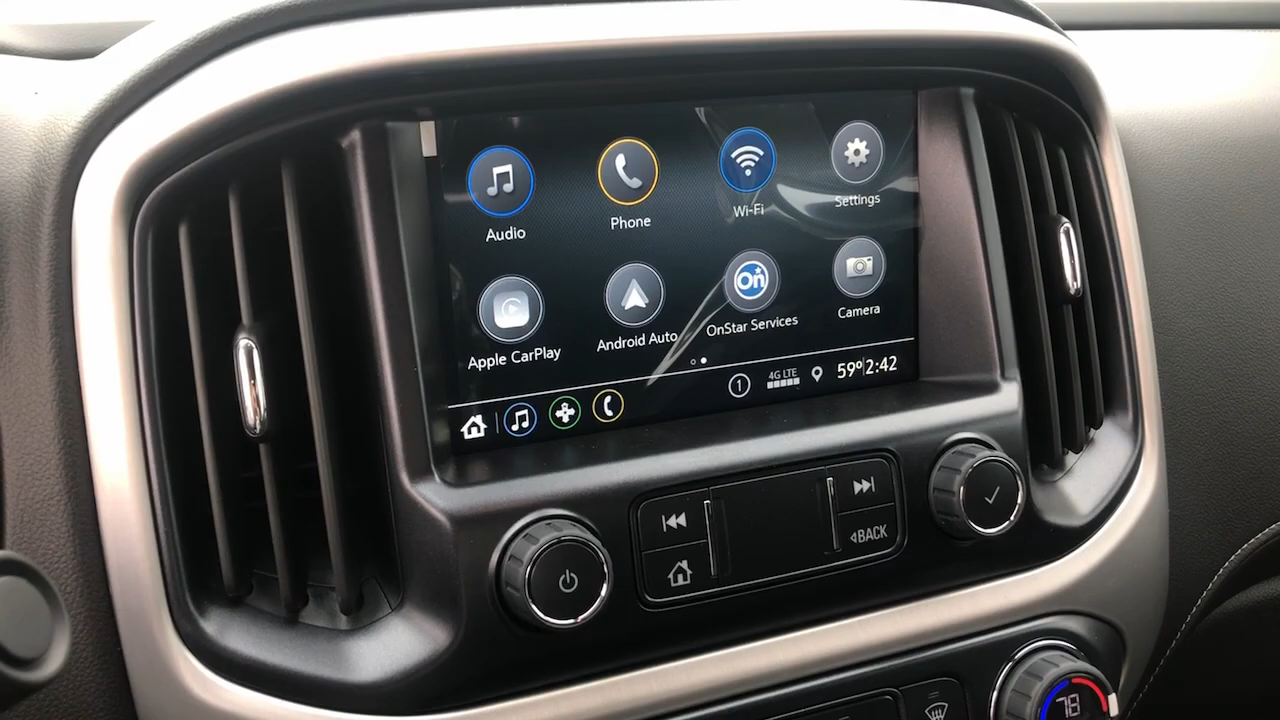 Audio
Phone
Wi-Fi
Settings
Apple CarPlay
Android Auto
On
OnStar Services
Camera
1
4G LTE
59° 2:42
BACK
78